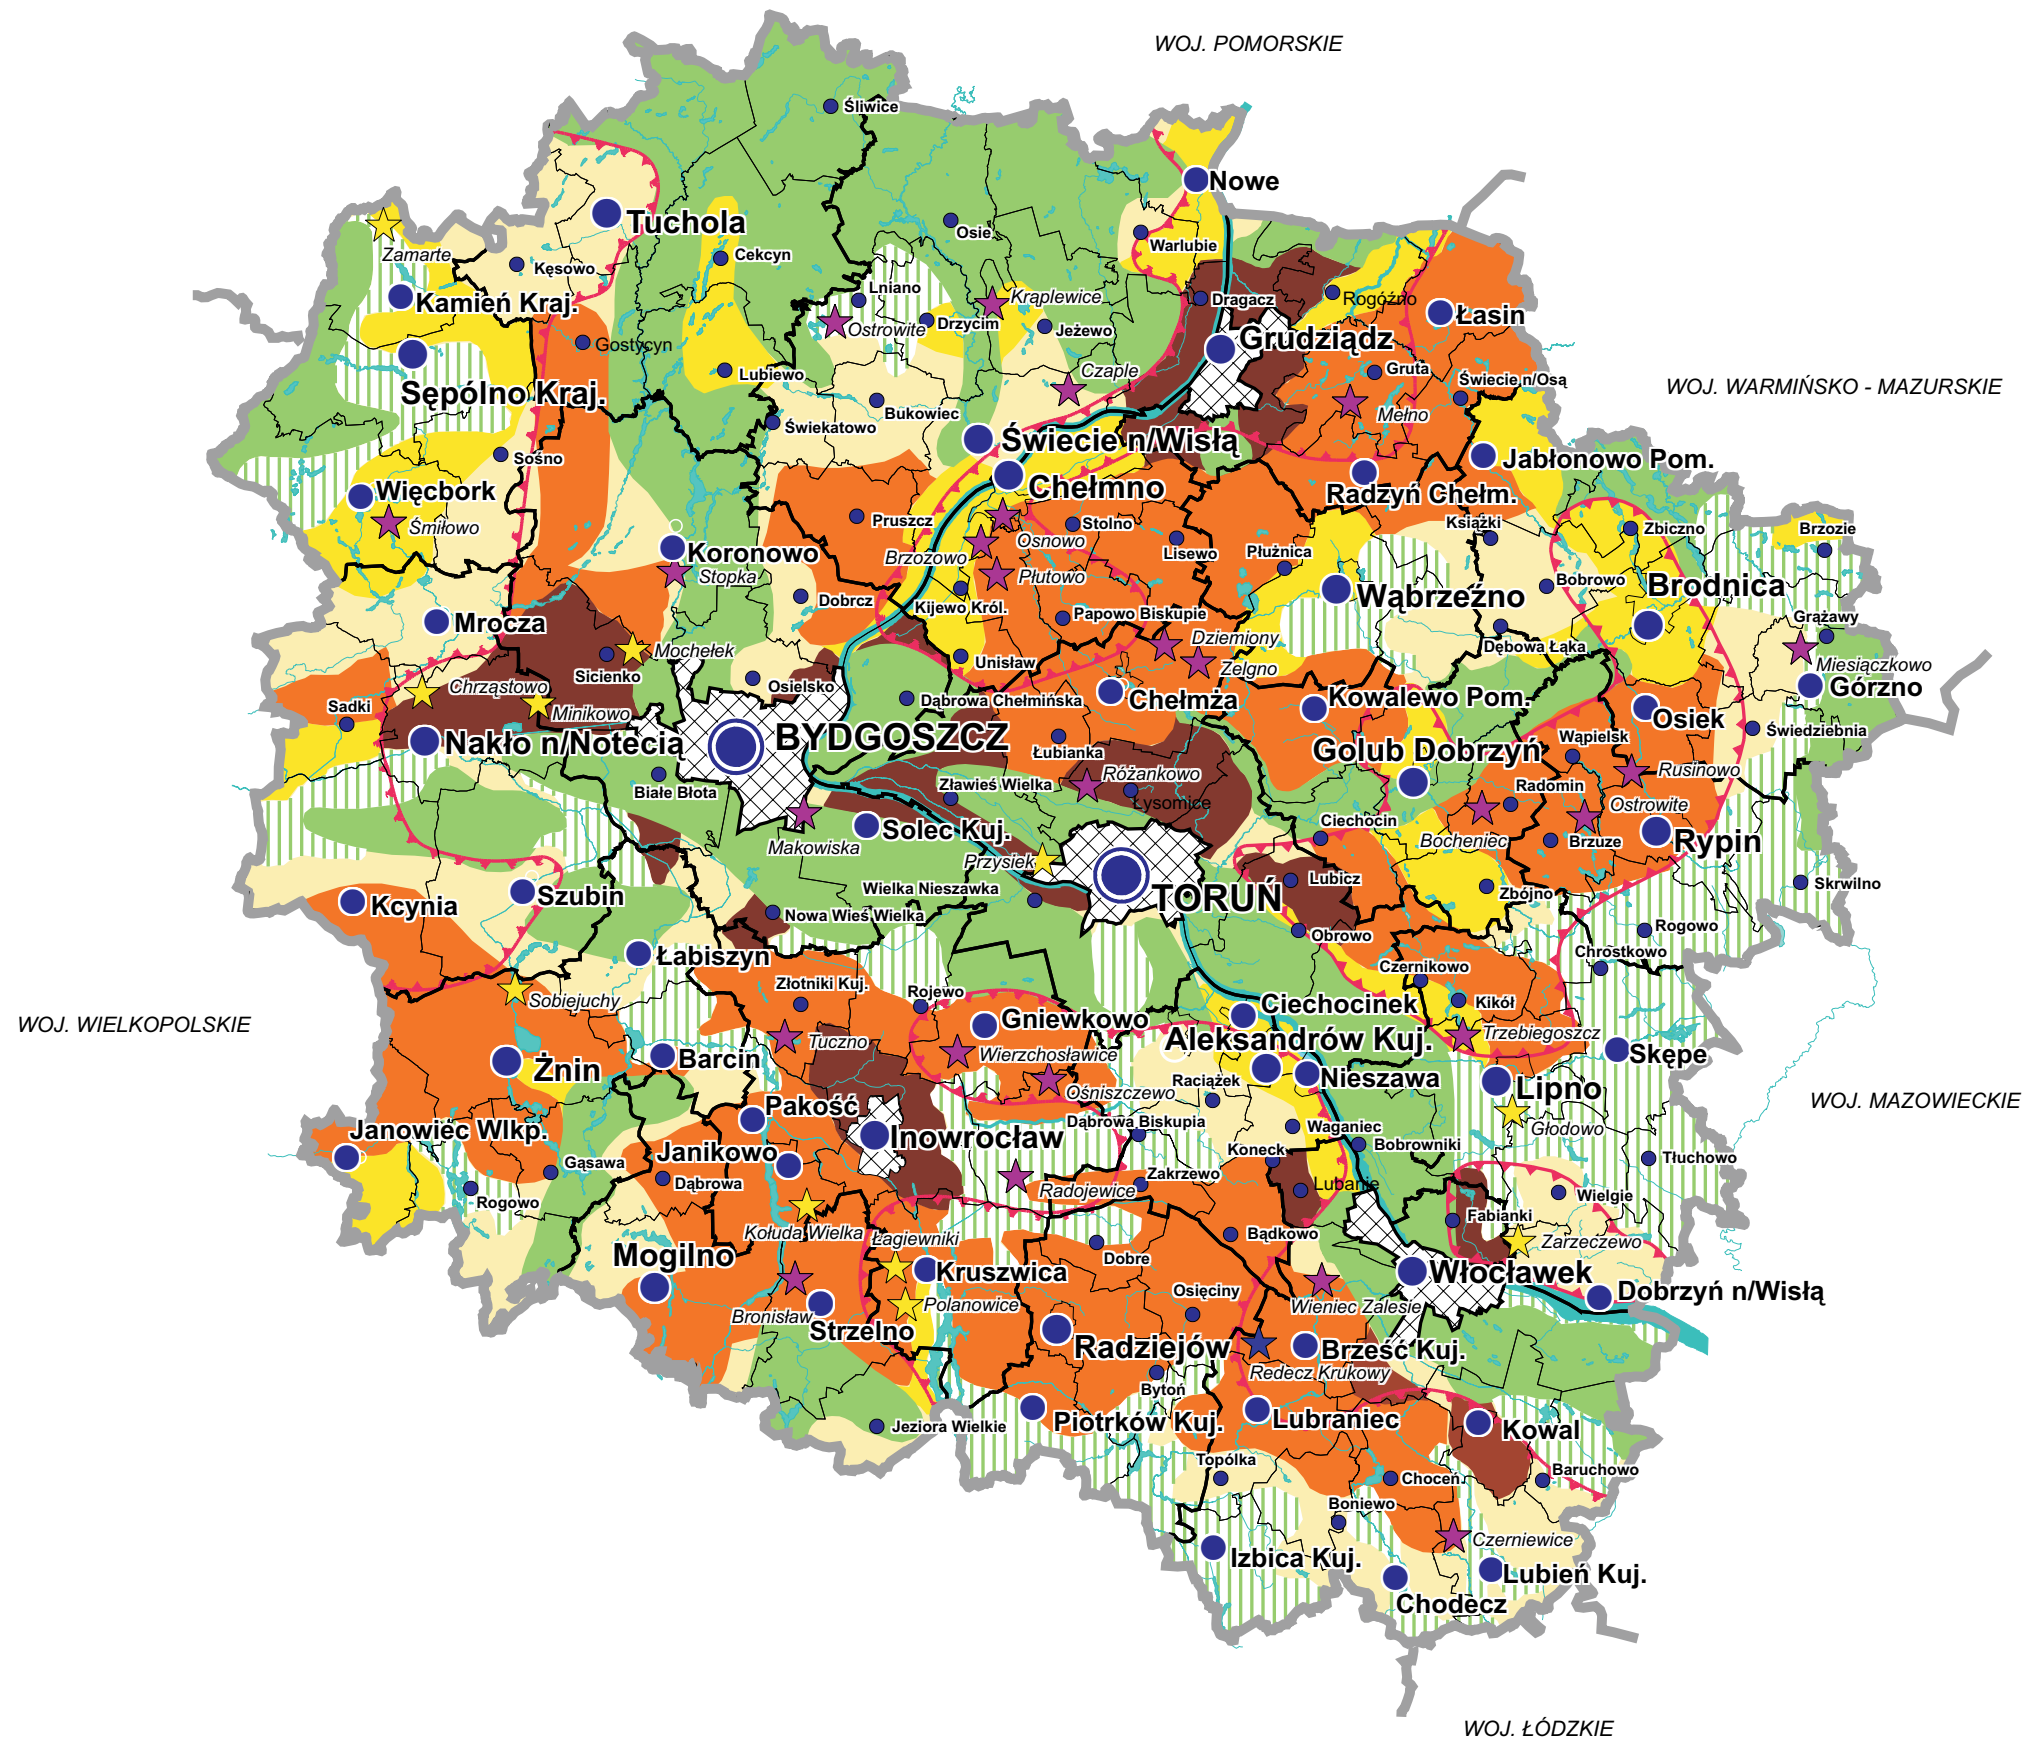 WOJ. POMORSKIE
Śliwice
Nowe
Tuchola
Osie
Warlubie
Zamarte
Kęsowo
Cekcyn
Lniano
Krąplewice
Dragacz
Rogóźno
Kamień Kraj.
Łasin
Ostrowite
Drzycim
Jeżewo
Grudziądz
Gostycyn
Lubiewo
Czaple
Gruta
Świecie n/Osą
WOJ. WARMIŃSKO - MAZURSKIE
Sępólno Kraj.
Bukowiec
Mełno
Świekatowo
Świecie n/Wisłą
Sośno
Jabłonowo Pom.
Więcbork
Chełmno
Radzyń Chełm.
Śmiłowo
Pruszcz
Stolno
Książki
Zbiczno
Brzozie
Osnowo
Koronowo
Brzozowo
Lisewo
Płużnica
Stopka
Płutowo
Bobrowo
Brodnica
Dobrcz
Kijewo Król.
Wąbrzeźno
Papowo Biskupie
Grążawy
Mrocza
Dziemiony
Mochełek
Dębowa Łąka
Unisław
Zelgno
Miesiączkowo
Sicienko
Osielsko
Chrząstowo
Dąbrowa Chełmińska
Chełmża
Kowalewo Pom.
Górzno
Sadki
Minikowo
Osiek
Świedziebnia
Nakło n/Notecią
BYDGOSZCZ
Łubianka
Golub Dobrzyń
Wąpielsk
Rusinowo
Białe Błota
Różankowo
Zławieś Wielka
Radomin
Łysomice
Ostrowite
Solec Kuj.
Ciechocin
Bocheniec
Brzuze
Rypin
Makowiska
Przysiek
Lubicz
Skrwilno
Wielka Nieszawka
TORUŃ
Zbójno
Kcynia
Szubin
Nowa Wieś Wielka
Obrowo
Rogowo
Łabiszyn
Chrostkowo
Czernikowo
Złotniki Kuj.
Rojewo
Sobiejuchy
Ciechocinek
Kikół
WOJ. WIELKOPOLSKIE
Gniewkowo
Trzebiegoszcz
Tuczno
Aleksandrów Kuj.
Wierzchosławice
Skępe
Barcin
Żnin
Raciążek
Nieszawa
Lipno
Ośniszczewo
WOJ. MAZOWIECKIE
Pakość
Dąbrowa Biskupia
Waganiec
Głodowo
Janowiec Wlkp.
Inowrocław
Bobrowniki
Janikowo
Koneck
Tłuchowo
Gąsawa
Zakrzewo
Dąbrowa
Radojewice
Lubanie
Wielgie
Rogowo
Fabianki
Kołuda Wielka
Łagiewniki
Bądkowo
Zarzeczewo
Mogilno
Dobre
Kruszwica
Włocławek
Dobrzyń n/Wisłą
Polanowice
Osięciny
Wieniec Zalesie
Bronisław
Strzelno
Radziejów
Brześć Kuj.
Redecz Krukowy
Bytoń
Jeziora Wielkie
Piotrków Kuj.
Lubraniec
Kowal
Topólka
Choceń
Baruchowo
Boniewo
Czerniewice
Izbica Kuj.
Lubień Kuj.
Chodecz
WOJ. ŁÓDZKIE